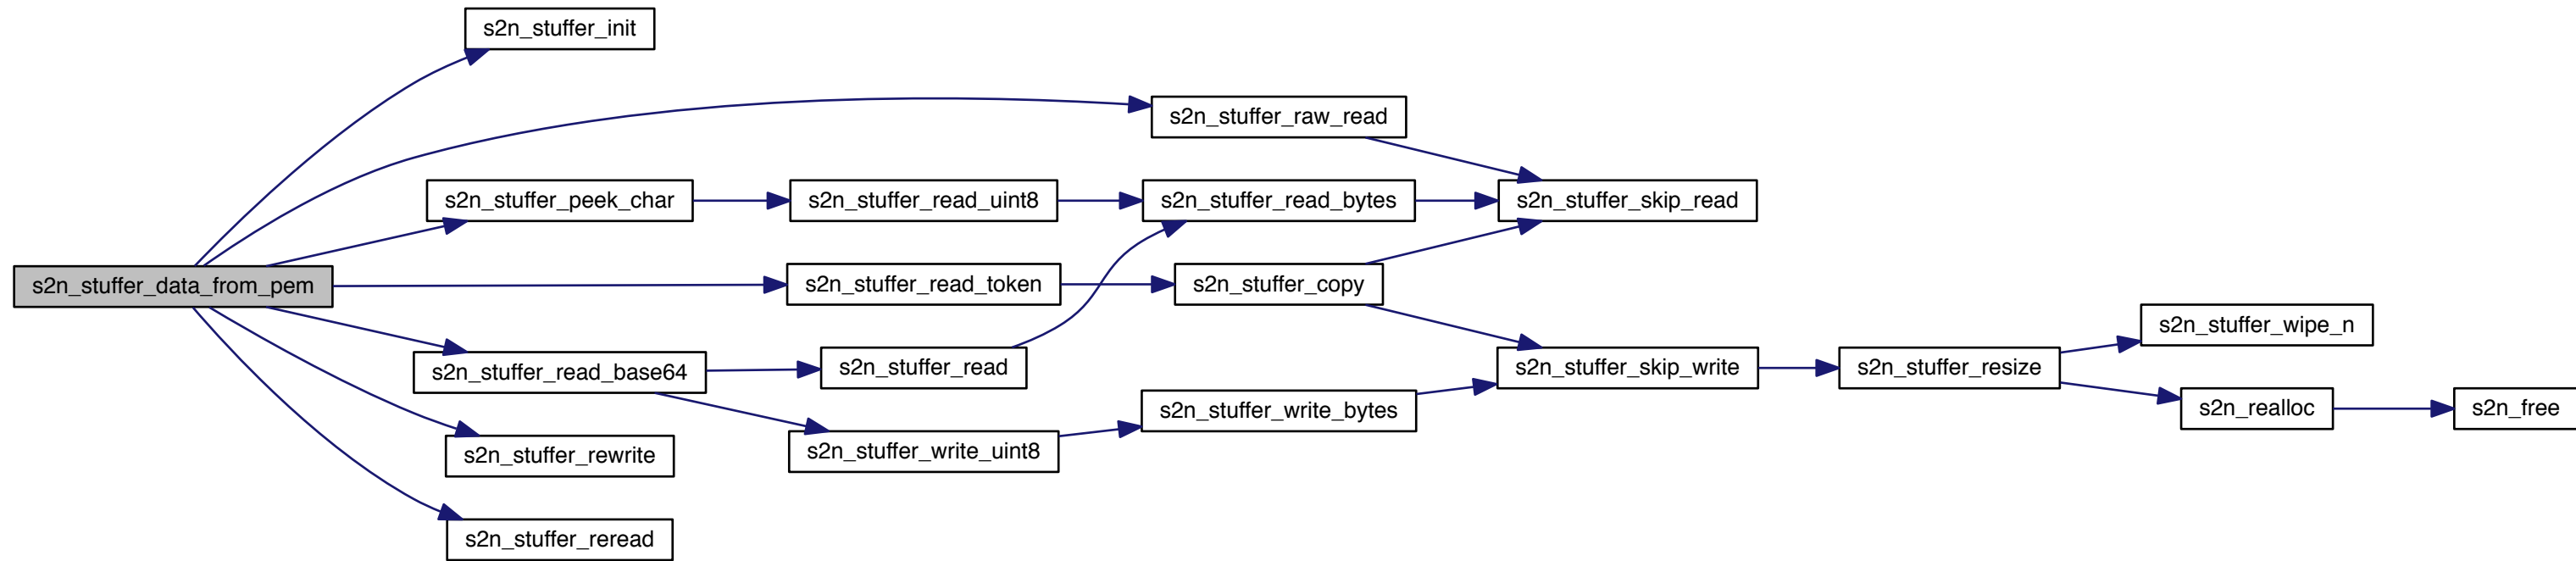 s2n_stuffer_init
s2n_stuffer_raw_read
s2n_stuffer_peek_char
s2n_stuffer_read_uint8
s2n_stuffer_read_bytes
s2n_stuffer_skip_read
s2n_stuffer_data_from_pem
s2n_stuffer_read_token
s2n_stuffer_copy
s2n_stuffer_wipe_n
s2n_stuffer_read_base64
s2n_stuffer_read
s2n_stuffer_skip_write
s2n_stuffer_resize
s2n_stuffer_write_bytes
s2n_realloc
s2n_free
s2n_stuffer_rewrite
s2n_stuffer_write_uint8
s2n_stuffer_reread